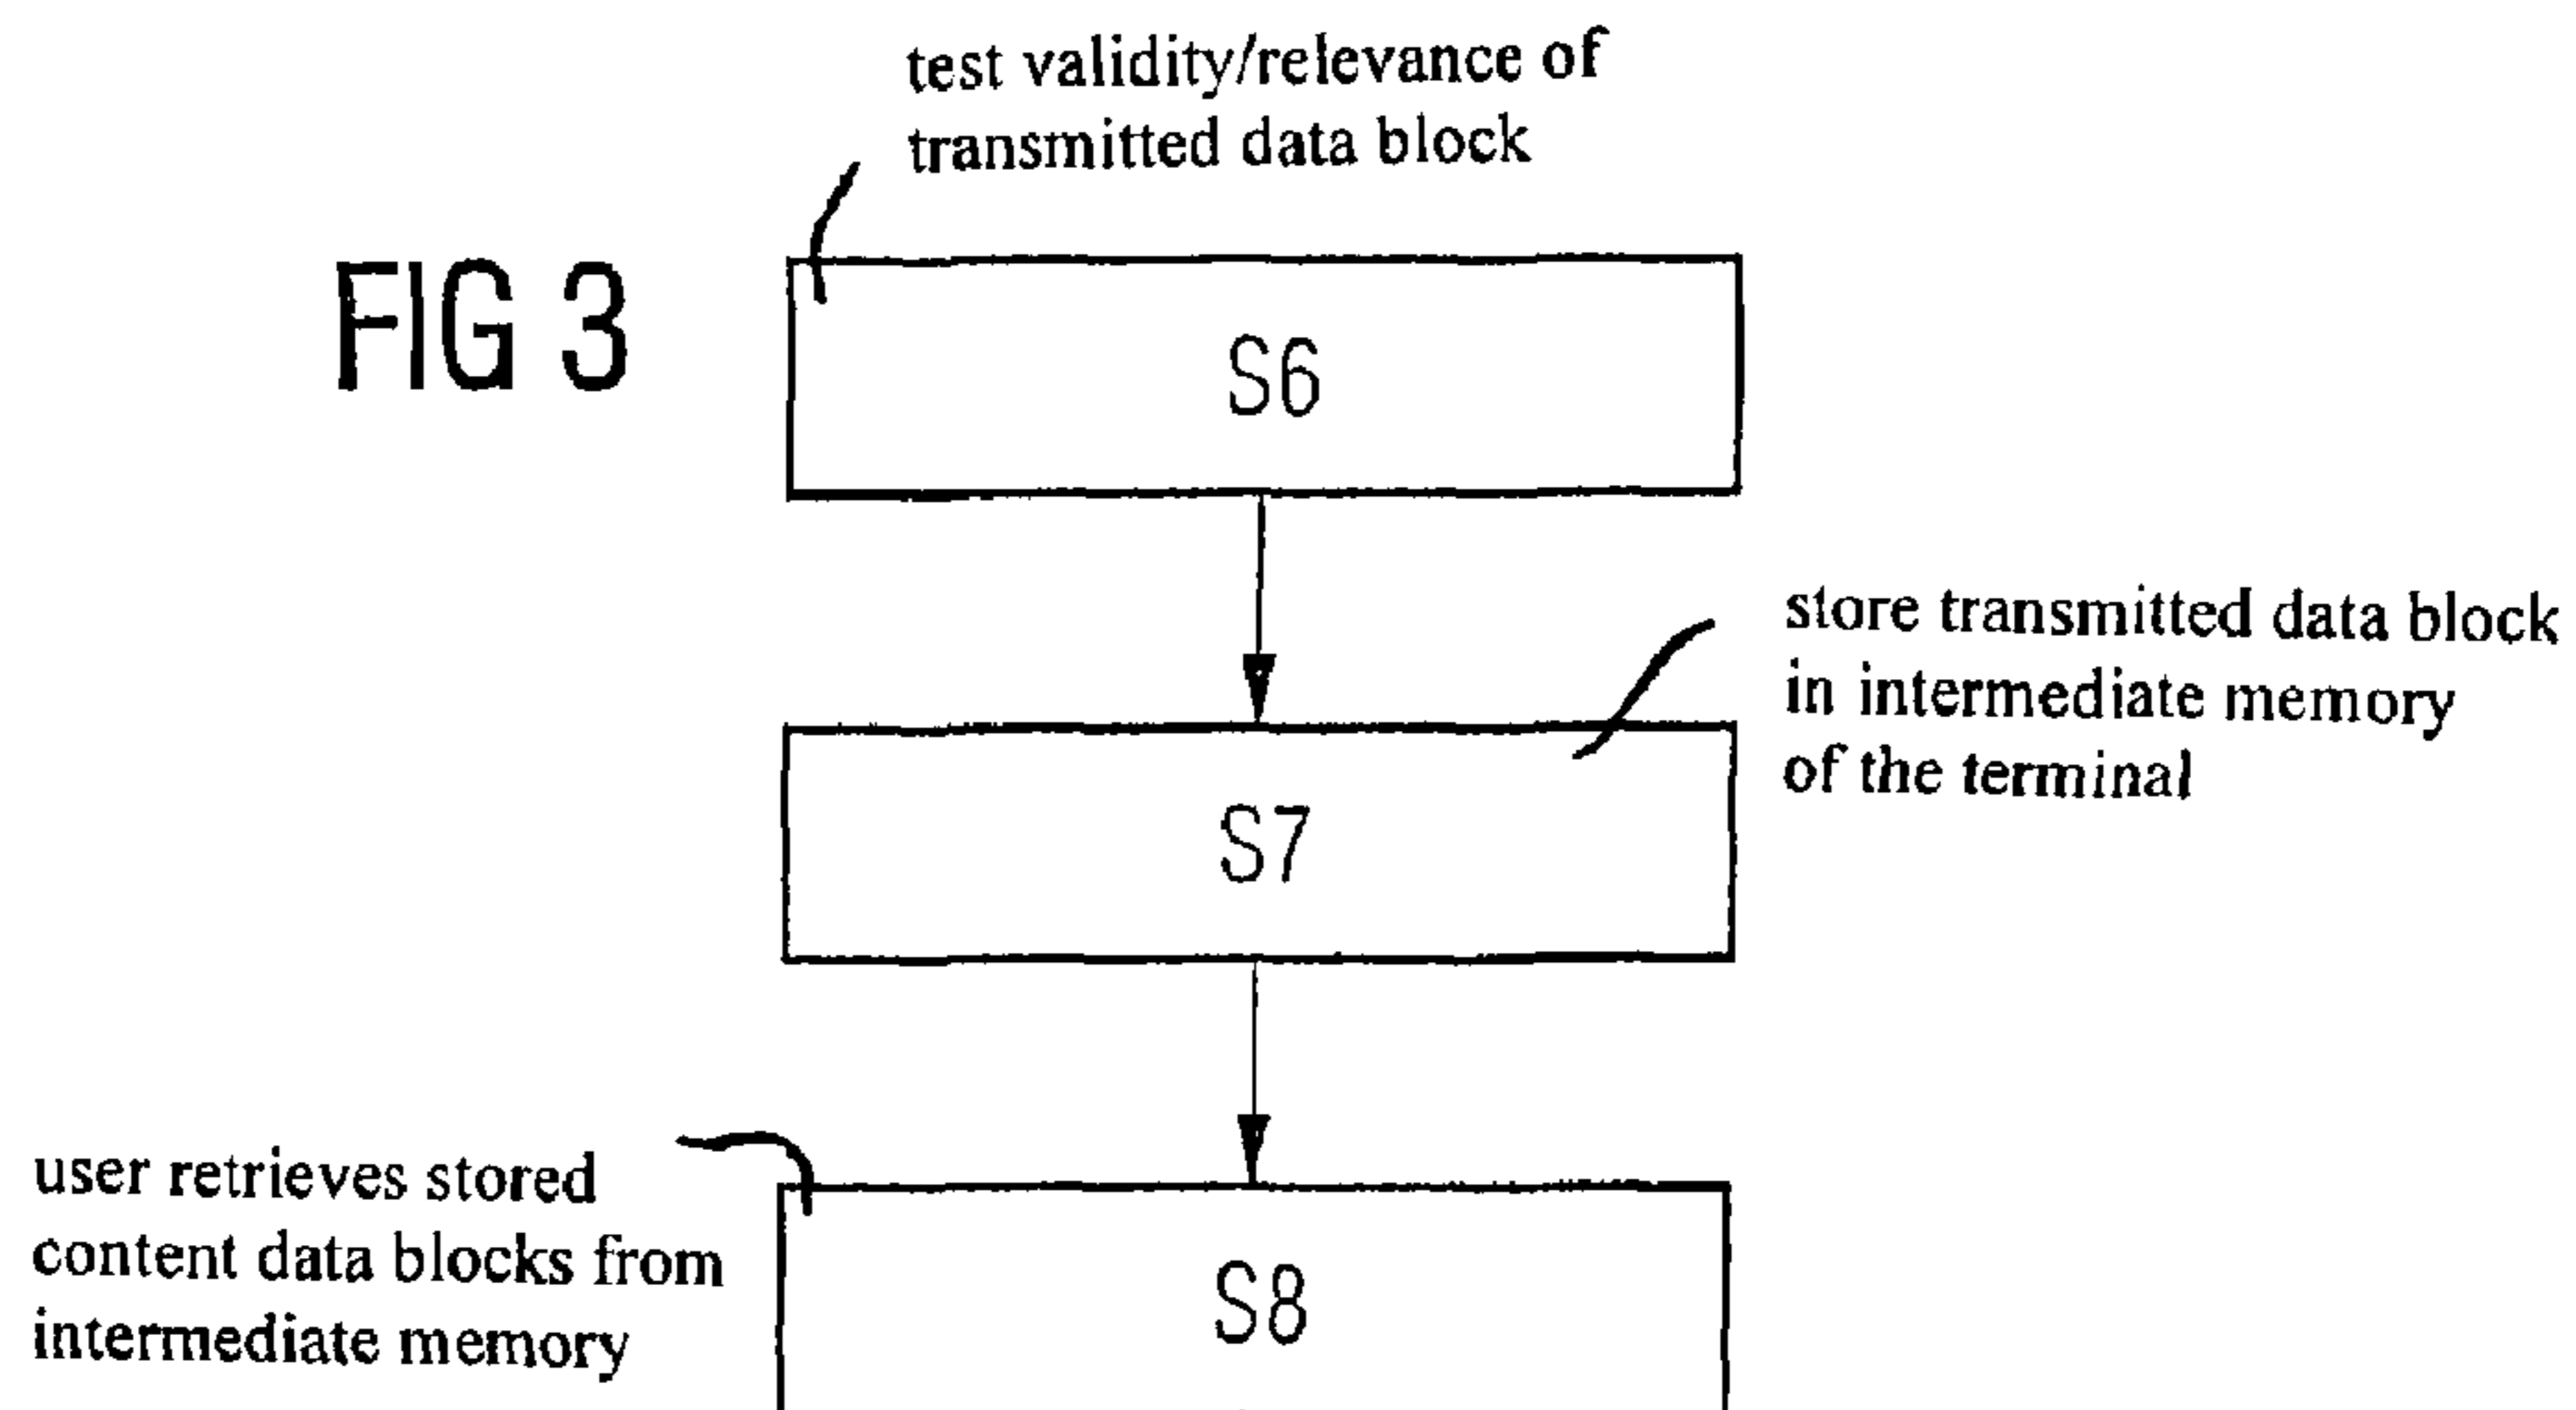 test validity/relevance of
transmitted data block
FIG 3
S6
store transmitted data block
in intermediate memory
of the terminal
S7
user retrieves stored
content data blocks from
intermediate memory
S8